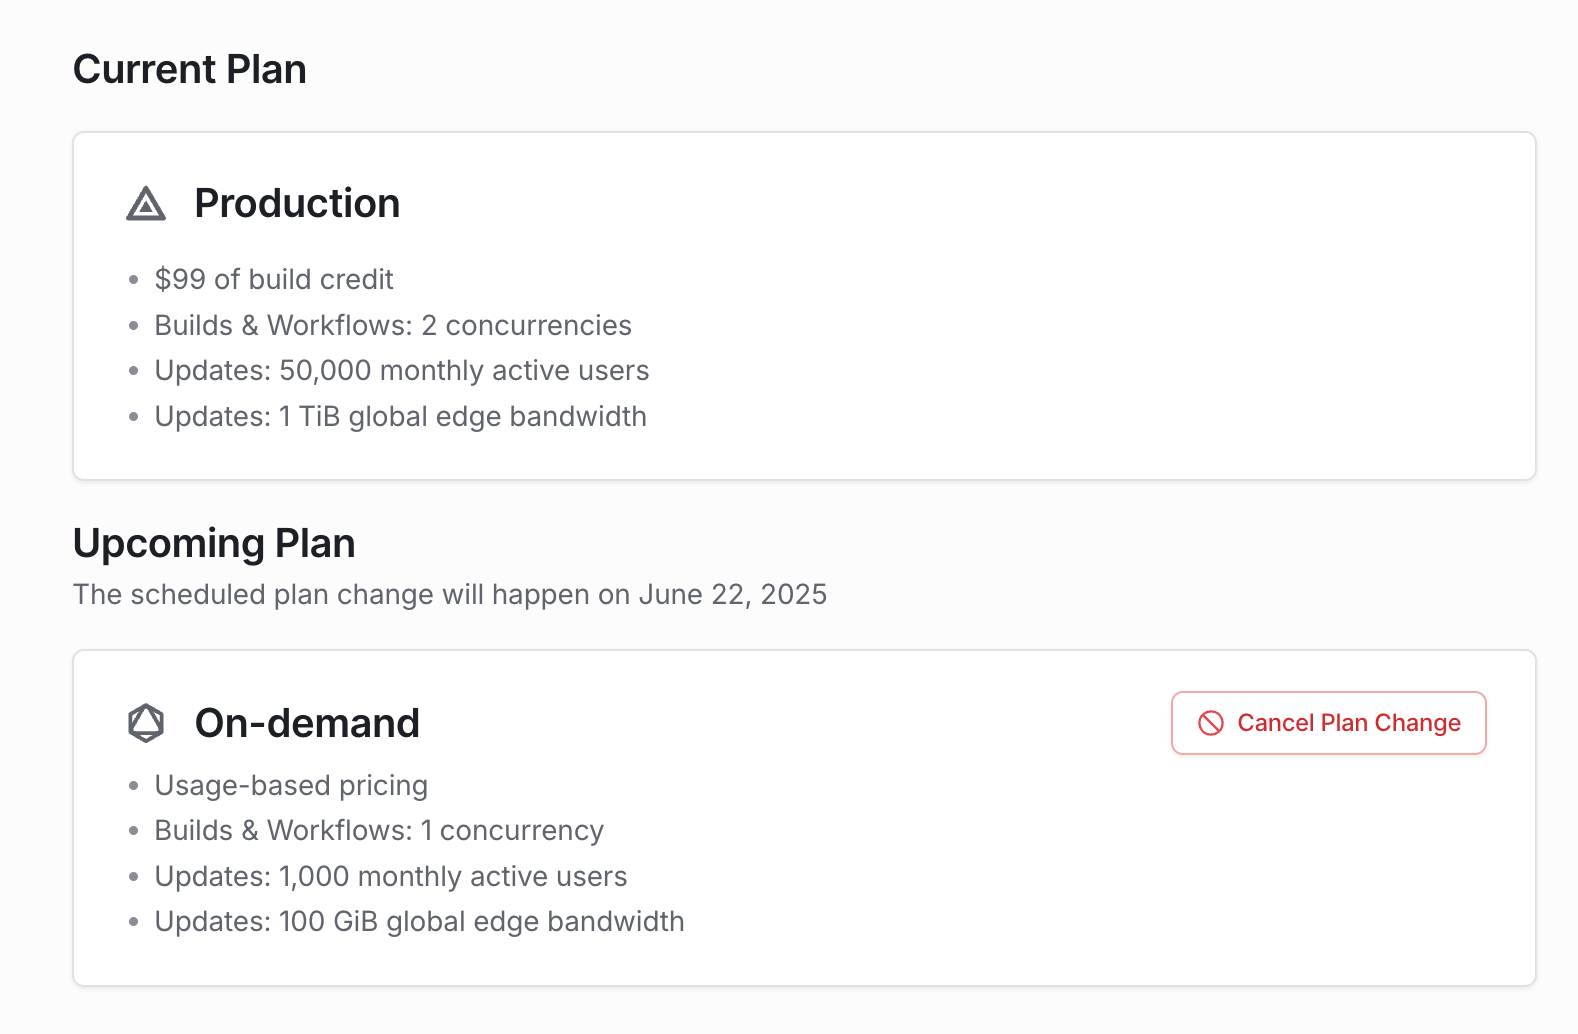 Current Plan
Production
• $99 of build credit
• Builds & Workflows: 2 concurrencies
• Updates: 50,000 monthly active users
• Updates: 1 TiB global edge bandwidth
Upcoming Plan
The scheduled plan change will happen on June 22, 2025
On-demand
Cancel Plan Change
• Usage-based pricing
• Builds & Workflows: 1 concurrency
• Updates: 1,000 monthly active users
• Updates: 100 GiB global edge bandwidth